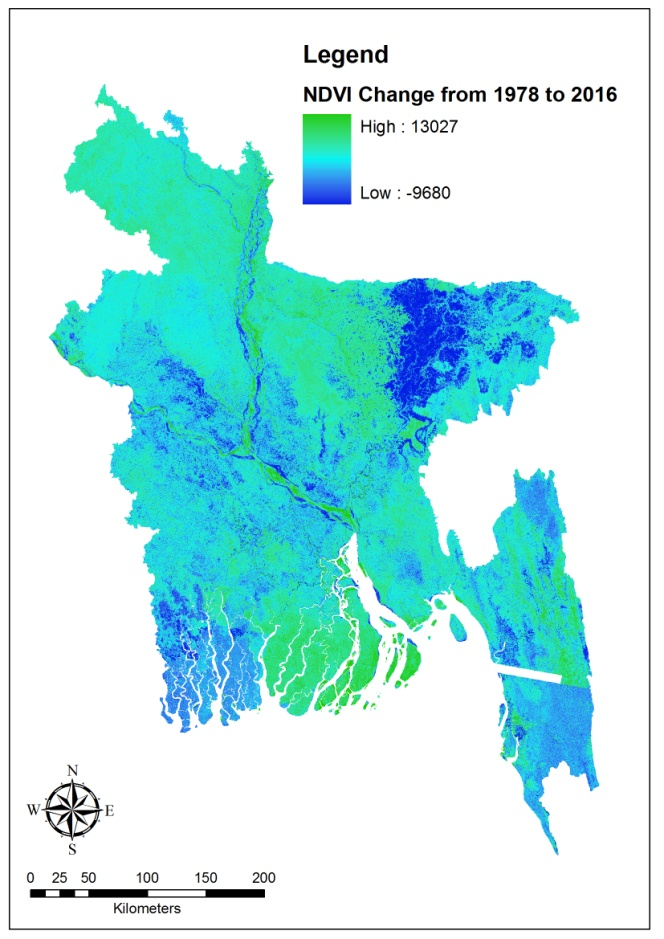 Legend
NDVI Change from 1978 to 2016
High : 13027
Low : -9680
N
W E
S
0 25 50 100 150 200
Kilometers